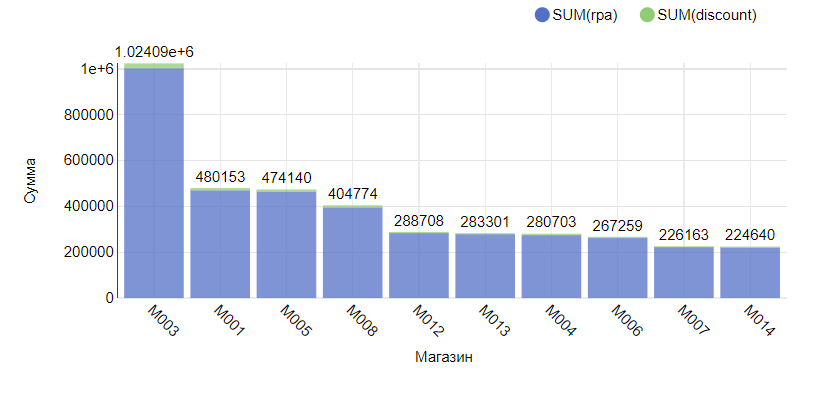 SUM(rpa) SUM(discount)
1.02409e+6
1e+6
800000
600000
400000
200000
0
Сумма
480153
474140
404774
288708
283301
280703
267259
226163
224640
M003
M001
M005
M008
M012
M013
M004
M006
M007
M014
Магазин